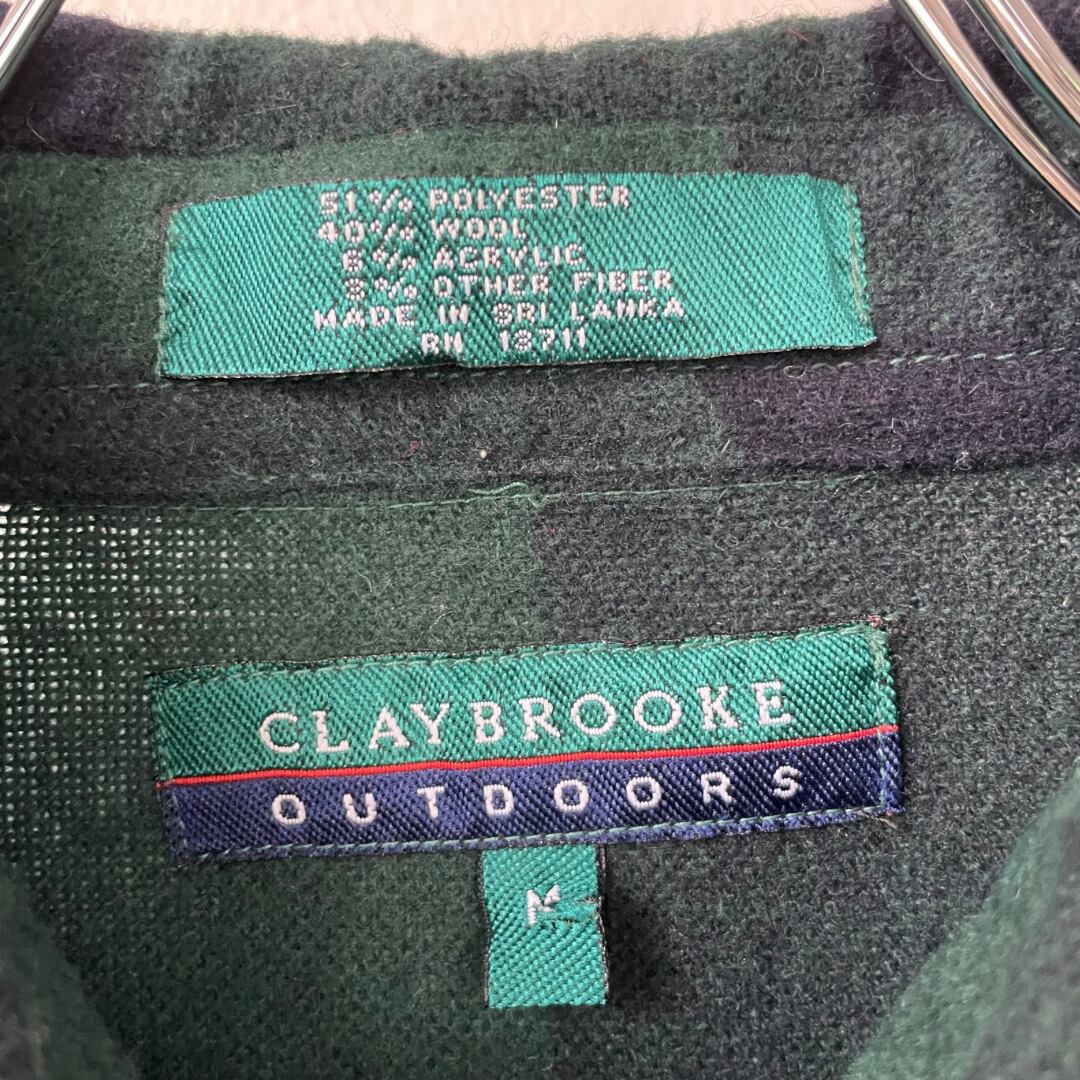 51% POLYESTER
40% WOOL
6% ACRYLIC
3% OTHER FIBER
MADE IN SRI LANKA
RN 18711
CLAYBROOKE
OUTDOORS
M